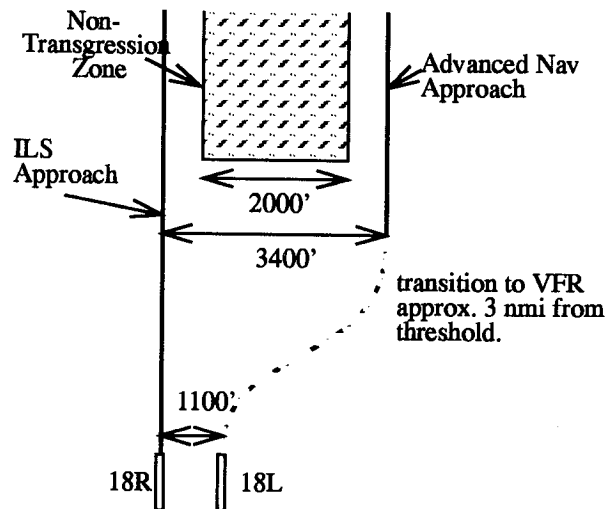 Non-
Transgression
Zone
Advanced Nav
Approach
ILS
Approach
2000'
3400'
transition to VFR
approx. 3 nmi from
threshold.
1100'
18R
18L